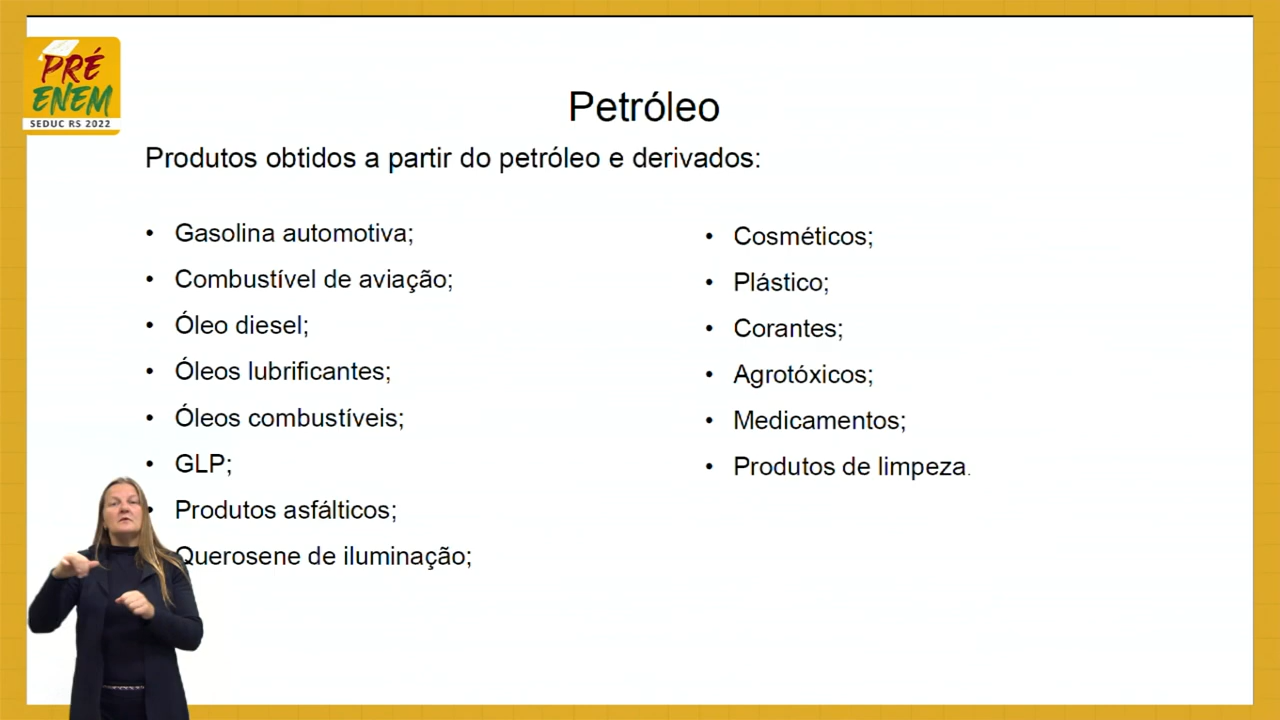 PRÉ
ENEM
SEDUC RS 2022
Petróleo
Produtos obtidos a partir do petróleo e derivados:
• Gasolina automotiva;
• Combustível de aviação;
• Óleo diesel;
• Óleos lubrificantes;
• Óleos combustíveis;
• GLP;
• Produtos asfálticos;
Querosene de iluminação;
• Cosméticos;
• Plástico;
• Corantes;
• Agrotóxicos;
• Medicamentos;
• Produtos de limpeza.